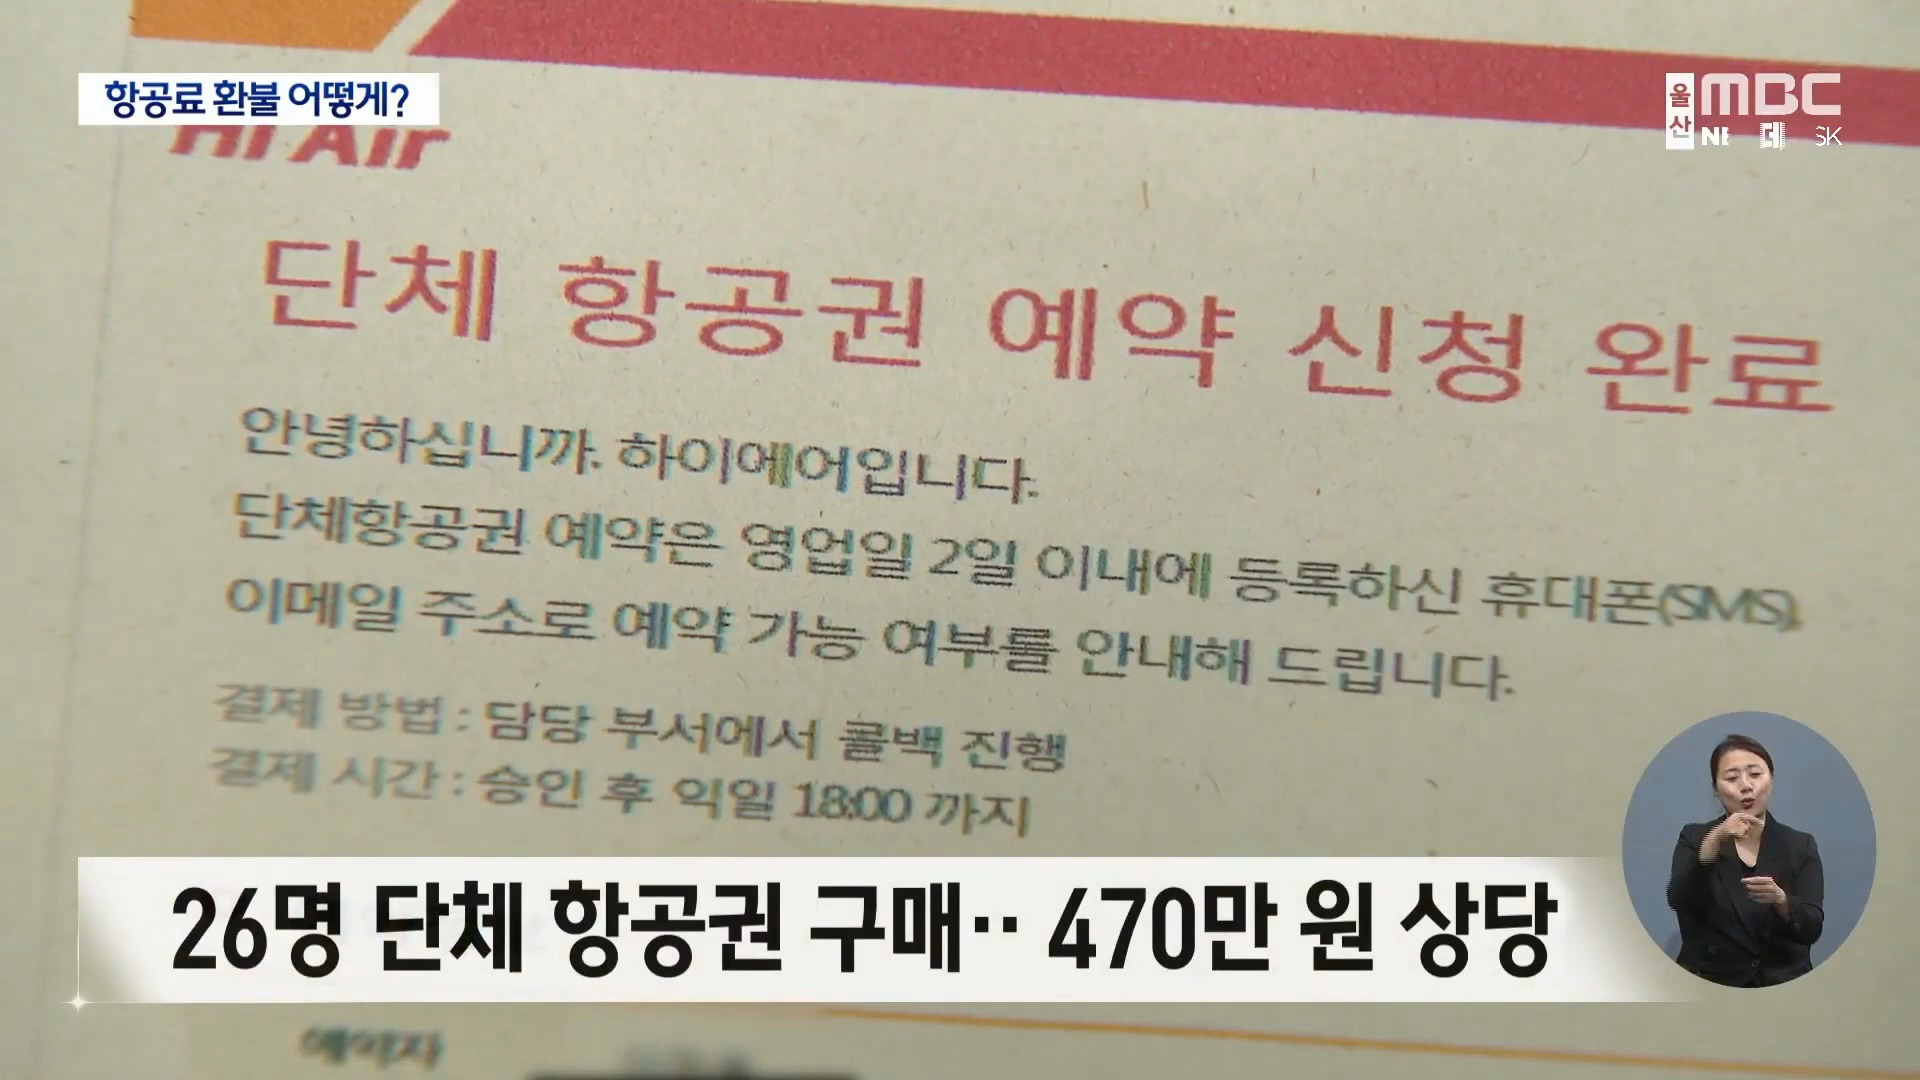 항공료 환불 어떻게?
울산 MBC
Hi Air
단체 항공권 예약 신청 완료
안녕하십니까. 하이에어입니다.
단체항공권 예약은 영업일 2일 이내에 등록하신 휴대폰(SMS),
이메일 주소로 예약 가능 여부를 안내해 드립니다.
결제 방법 : 담당 부서에서 콜백 진행
결제 시간 : 승인 후 익일 18:00 까지
26명 단체 항공권 구매‥ 470만 원 상당
예약자